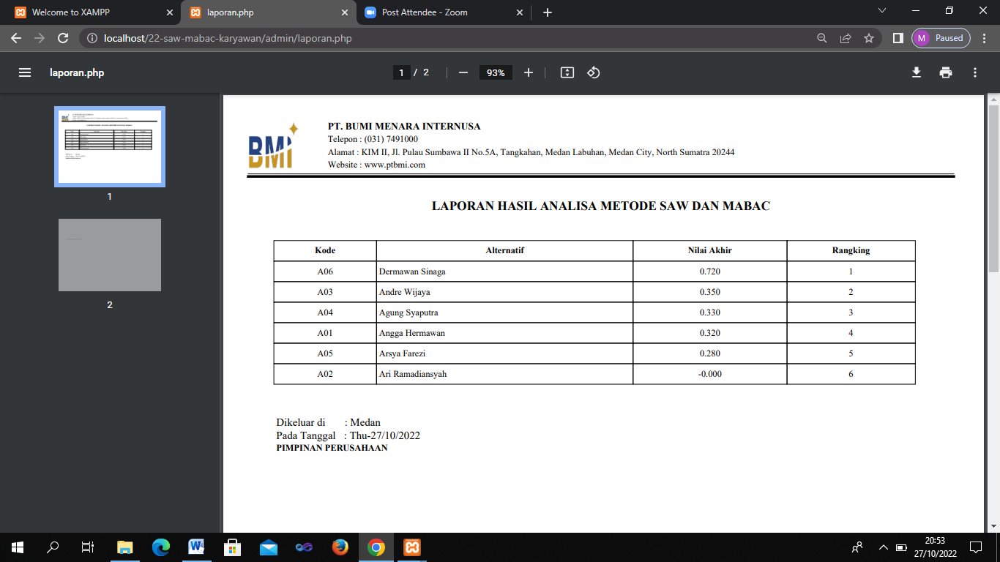 Welcome to XAMPP
laporan.php
Post Attendee - Zoom
localhost/22-saw-mabac-karyawan/admin/laporan.php
M Paused
laporan.php
1 / 2
93%
1
2
BMI
PT. BUMI MENARA INTERNUSA
Telepon : (031) 7491000
Alamat : KIM II, Jl. Pulau Sumbawa II No.5A, Tangkahan, Medan Labuhan, Medan City, North Sumatra 20244
Website : www.ptbmi.com
LAPORAN HASIL ANALISA METODE SAW DAN MABAC
Kode Alternatif Nilai Akhir Rangking
A06 Dermawan Sinaga 0.720 1
A03 Andre Wijaya 0.350 2
A04 Agung Syaputra 0.330 3
A01 Angga Hermawan 0.320 4
A05 Arsya Farezi 0.280 5
A02 Ari Ramadiansyah -0.000 6
Dikeluar di : Medan
Pada Tanggal : Thu-27/10/2022
PIMPINAN PERUSAHAAN
20:53
27/10/2022